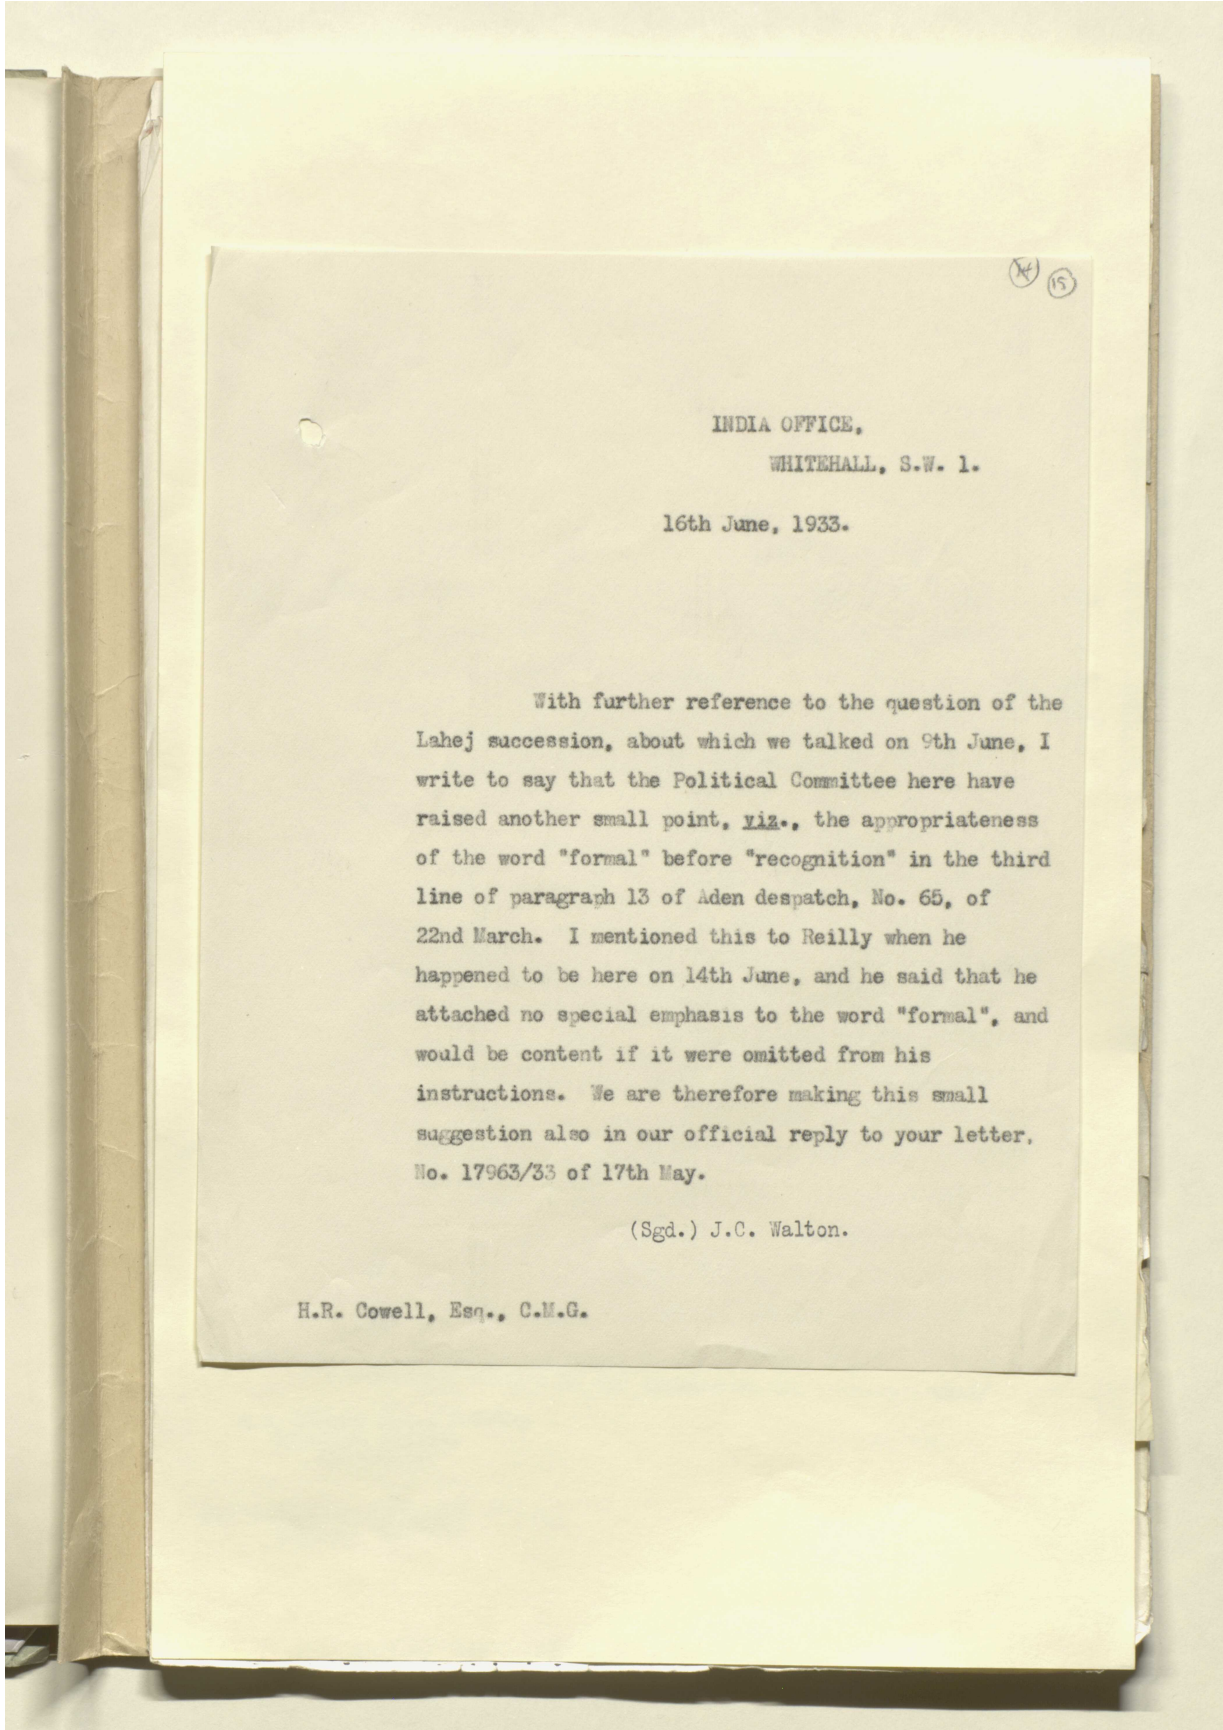 14 15
INDIA OFFICE,
WHITEHALL, S.W. 1.
16th June, 1933.
With further reference to the question of the
Lahej succession, about which we talked on 9th June, I
write to say that the Political Committee here have
raised another small point, viz., the appropriateness
of the word "formal" before "recognition" in the third
line of paragraph 13 of Aden despatch, No. 65, of
22nd March. I mentioned this to Reilly when he
happened to be here on 14th June, and he said that he
attached no special emphasis to the word "formal", and
would be content if it were omitted from his
instructions. We are therefore making this small
suggestion also in our official reply to your letter,
No. 17963/33 of 17th May.
(Sgd.) J.C. Walton.
H.R. Cowell, Esq., C.M.G.